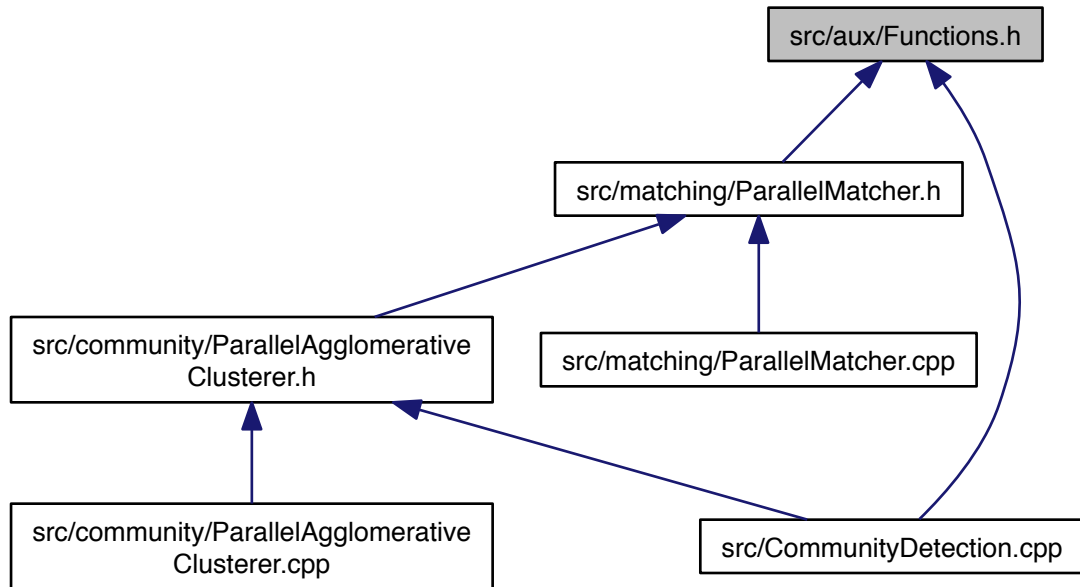 src/aux/Functions.h
src/matching/ParallelMatcher.h
src/community/ParallelAgglomerative
Clusterer.h
src/matching/ParallelMatcher.cpp
src/community/ParallelAgglomerative
Clusterer.cpp
src/CommunityDetection.cpp